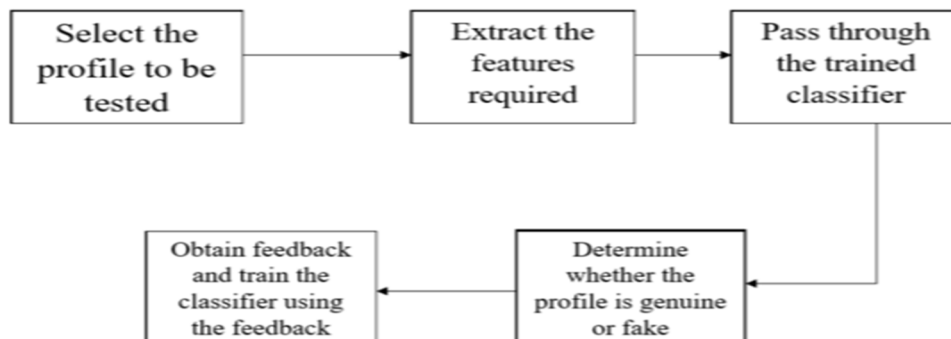 Select the
profile to be
tested
Extract the
features
required
Pass through
the trained
classifier
Determine
whether the
profile is genuine
or fake
Obtain feedback
and train the
classifier using
the feedback